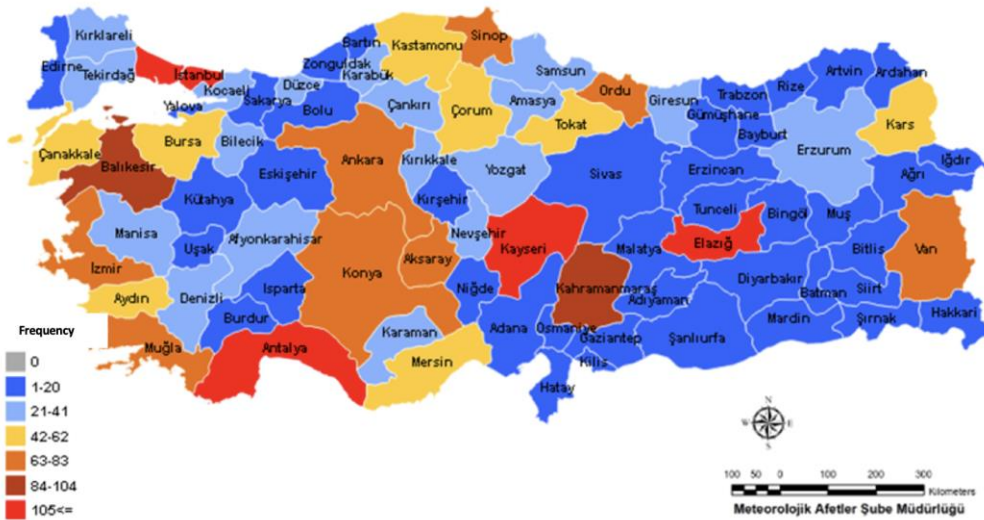 Kırklareli
Edirne
Tekirdağ
İstanbul
Kocaeli
Yalova
Sakarya
Düzce
Zonguldak
Bartın
Karabük
Bolu
Kastamonu
Sinop
Çankırı
Çorum
Samsun
Amasya
Tokat
Ordu
Giresun
Gümüşhane
Trabzon
Rize
Artvin
Ardahan
Bayburt
Kars
Erzurum
Iğdır
Ağrı
Çanakkale
Balıkesir
Bursa
Bilecik
Kütahya
Eskişehir
Ankara
Kırıkkale
Yozgat
Kırşehir
Sivas
Erzincan
Tunceli
Bingöl
Muş
Manisa
Uşak
Afyonkarahisar
Nevşehir
Kayseri
Malatya
Elazığ
Bitlis
Van
İzmir
Konya
Aksaray
Niğde
Kahramanmaraş
Adıyaman
Diyarbakır
Batman
Siirt
Aydın
Denizli
Isparta
Burdur
Karaman
Adana
Osmaniye
Gaziantep
Şanlıurfa
Mardin
Şırnak
Hakkari
Muğla
Antalya
Mersin
Kilis
Hatay
Frequency
0
1-20
21-41
42-62
63-83
84-104
105<=
N
W E
S
100 50 0 100 200 300
Kilometers
Meteorolojik Afetler Şube Müdürlüğü